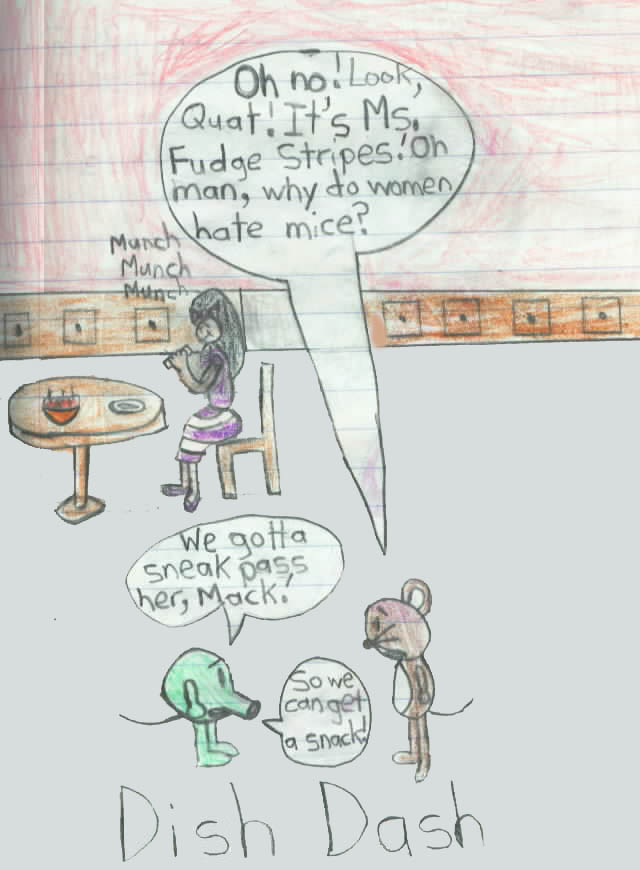 Oh no! Look,
Quat! It's Ms.
Fudge Stripes! Oh
man, why do women
hate mice?
Munch
Munch
Munch
We gotta
sneak pass
her, Mack!
So we
can get
a snack!
Dish Dash